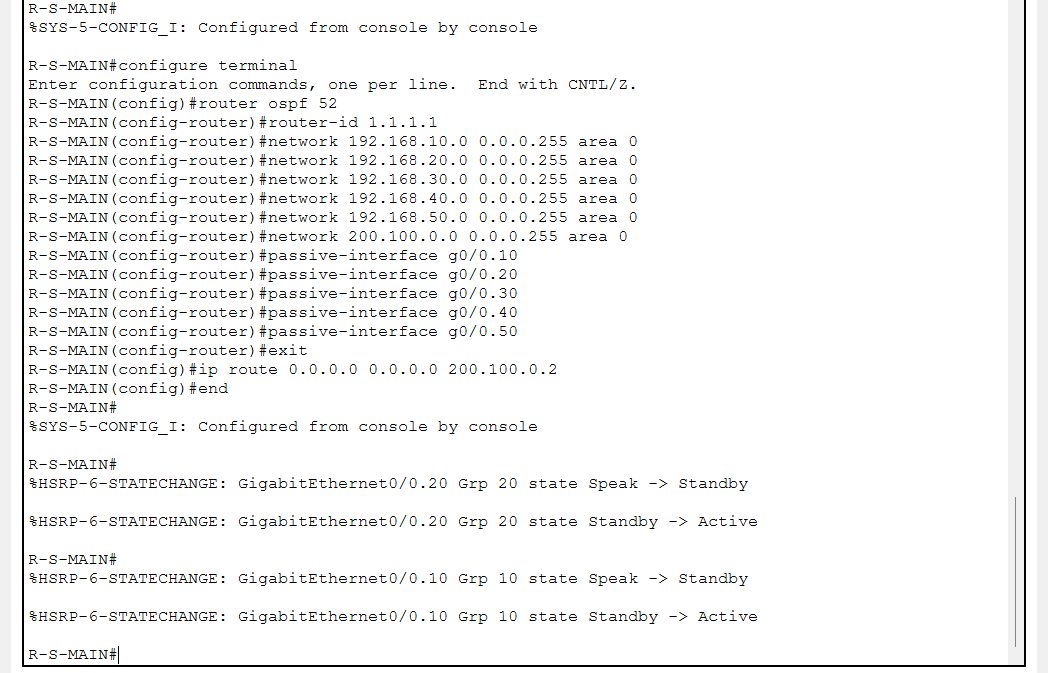 R-S-MAIN#
%SYS-5-CONFIG_I: Configured from console by console
R-S-MAIN#configure terminal
Enter configuration commands, one per line.  End with CNTL/Z.
R-S-MAIN(config)#router ospf 52
R-S-MAIN(config-router)#router-id 1.1.1.1
R-S-MAIN(config-router)#network 192.168.10.0 0.0.0.255 area 0
R-S-MAIN(config-router)#network 192.168.20.0 0.0.0.255 area 0
R-S-MAIN(config-router)#network 192.168.30.0 0.0.0.255 area 0
R-S-MAIN(config-router)#network 192.168.40.0 0.0.0.255 area 0
R-S-MAIN(config-router)#network 192.168.50.0 0.0.0.255 area 0
R-S-MAIN(config-router)#network 200.100.0.0 0.0.0.255 area 0
R-S-MAIN(config-router)#passive-interface g0/0.10
R-S-MAIN(config-router)#passive-interface g0/0.20
R-S-MAIN(config-router)#passive-interface g0/0.30
R-S-MAIN(config-router)#passive-interface g0/0.40
R-S-MAIN(config-router)#passive-interface g0/0.50
R-S-MAIN(config-router)#exit
R-S-MAIN(config)#ip route 0.0.0.0 0.0.0.0 200.100.0.2
R-S-MAIN(config)#end
R-S-MAIN#
%SYS-5-CONFIG_I: Configured from console by console
R-S-MAIN#
%HSRP-6-STATECHANGE: GigabitEthernet0/0.20 Grp 20 state Speak -> Standby
%HSRP-6-STATECHANGE: GigabitEthernet0/0.20 Grp 20 state Standby -> Active
R-S-MAIN#
%HSRP-6-STATECHANGE: GigabitEthernet0/0.10 Grp 10 state Speak -> Standby
%HSRP-6-STATECHANGE: GigabitEthernet0/0.10 Grp 10 state Standby -> Active
R-S-MAIN#